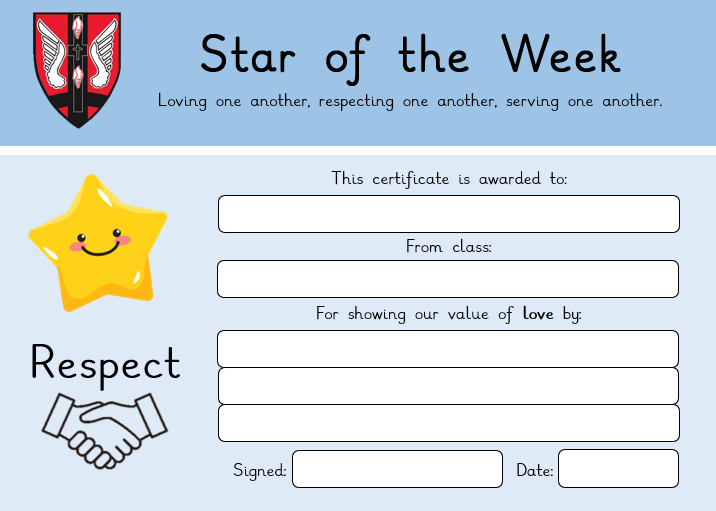 Star of the Week
Loving one another, respecting one another, serving one another.
This certificate is awarded to:
From class:
For showing our value of love by:
Respect
Signed:
Date: